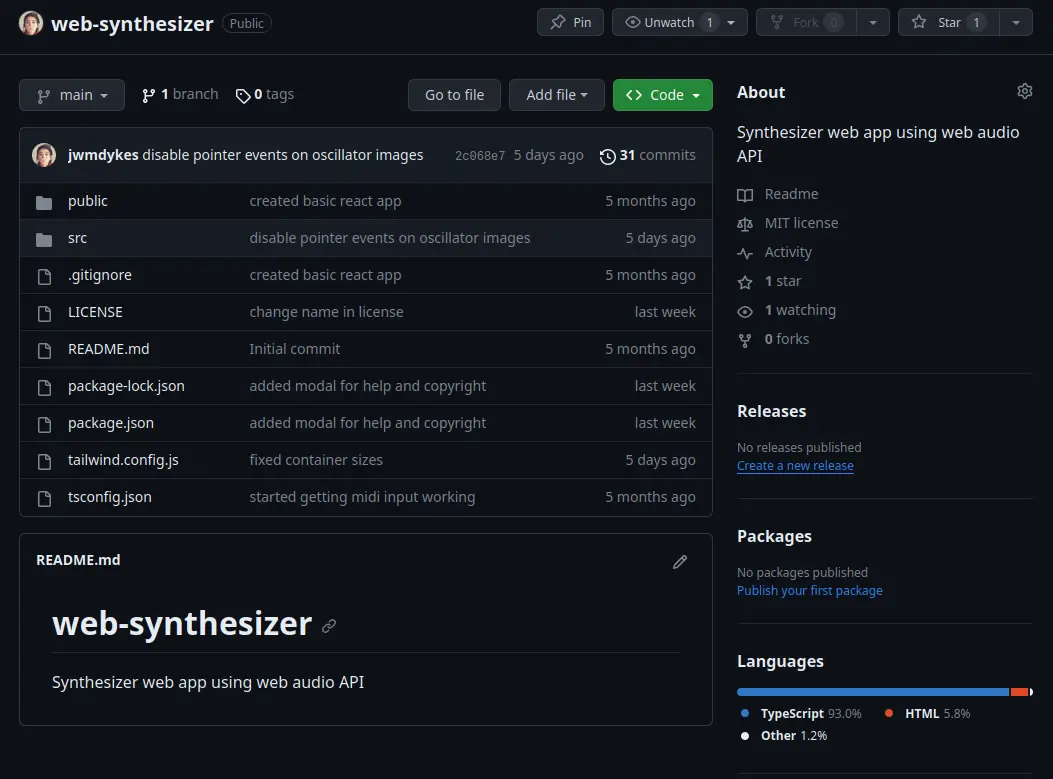 web-synthesizer Public Pin Unwatch 1 Fork 0 Star 1
main 1 branch 0 tags Go to file Add file Code
jwmdykes disable pointer events on oscillator images 2c068e7 5 days ago 31 commits
public created basic react app 5 months ago
src disable pointer events on oscillator images 5 days ago
.gitignore created basic react app 5 months ago
LICENSE change name in license last week
README.md Initial commit 5 months ago
package-lock.json added modal for help and copyright last week
package.json added modal for help and copyright last week
tailwind.config.js fixed container sizes 5 days ago
tsconfig.json started getting midi input working 5 months ago
README.md
web-synthesizer
Synthesizer web app using web audio API
About
Synthesizer web app using web audio
API
Readme
MIT license
Activity
1 star
1 watching
0 forks
Releases
No releases published
Create a new release
Packages
No packages published
Publish your first package
Languages
TypeScript 93.0% HTML 5.8%
Other 1.2%